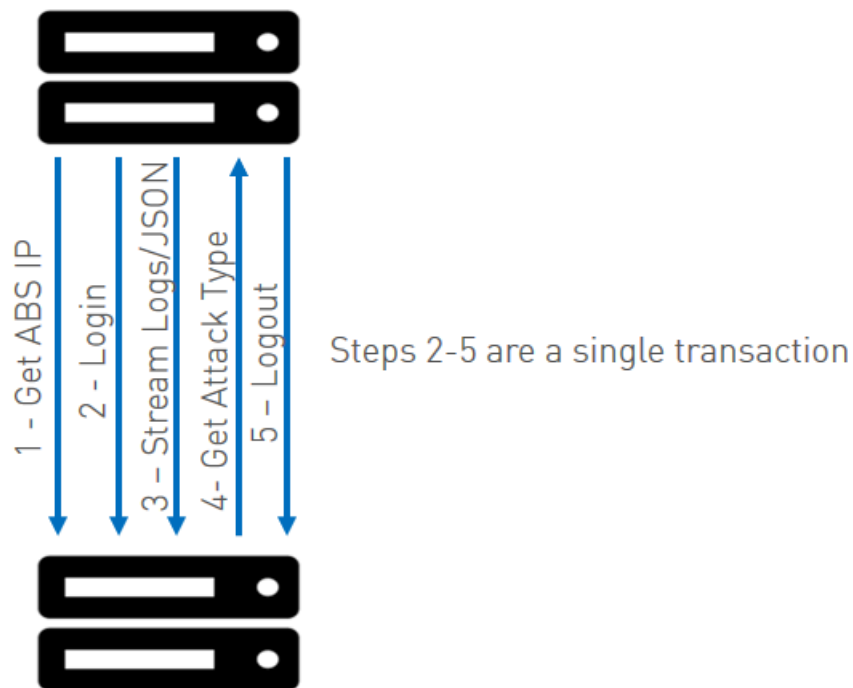 1 - Get ABS IP
2 - Login
3 – Stream Logs/JSON
4- Get Attack Type
5 – Logout
Steps 2-5 are a single transaction